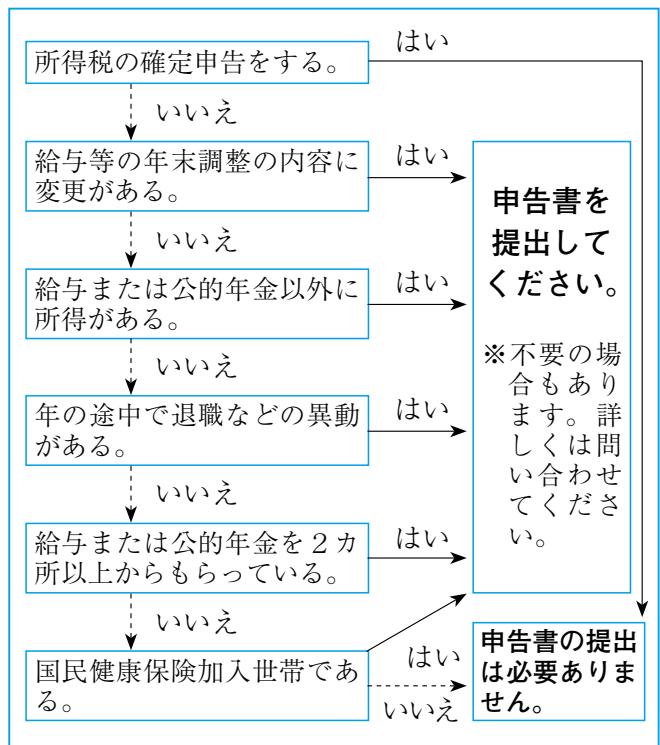 所得税の確定申告をする。
はい
いいえ
給与等の年末調整の内容に
変更がある。
はい
いいえ
給与または公的年金以外に
所得がある。
はい
いいえ
年の途中で退職などの異動
がある。
はい
いいえ
給与または公的年金を２カ
所以上からもらっている。
はい
いいえ
国民健康保険加入世帯であ
る。
はい
いいえ
申告書を
提出して
ください。
※不要の場
合もあり
ます。詳
しくは問
い合わせ
てくださ
い。
申告書の提出
は必要ありま
せん。